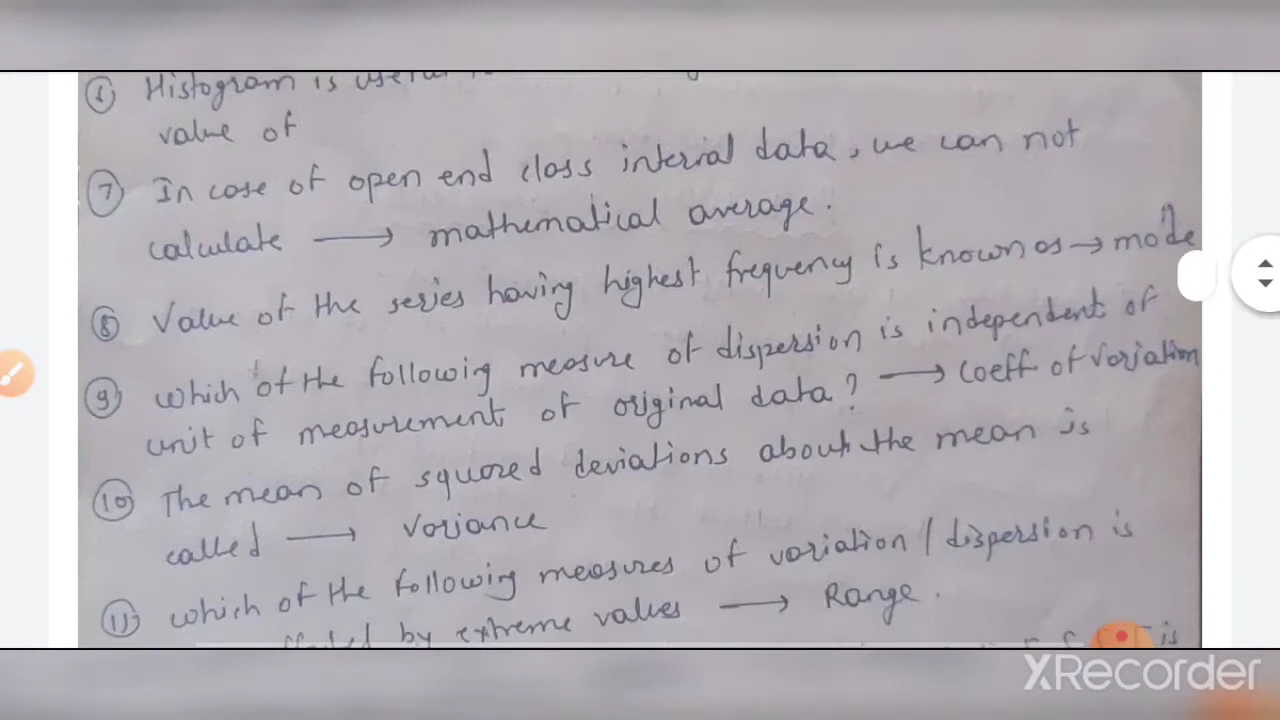 ⑥ Histogram is useful
value of
⑦ In case of open end class interval data, we can not
calculate → mathematical average.
⑧ Value of the series having highest frequency is known as → mode
⑨ which of the following measure of dispersion is independent of
unit of measurement of original data? → Coeff of variation
⑩ The mean of squared deviations about the mean is
called → Variance
⑪ which of the following measures of variation / dispersion is
by extreme values → Range.
is
XRecorder